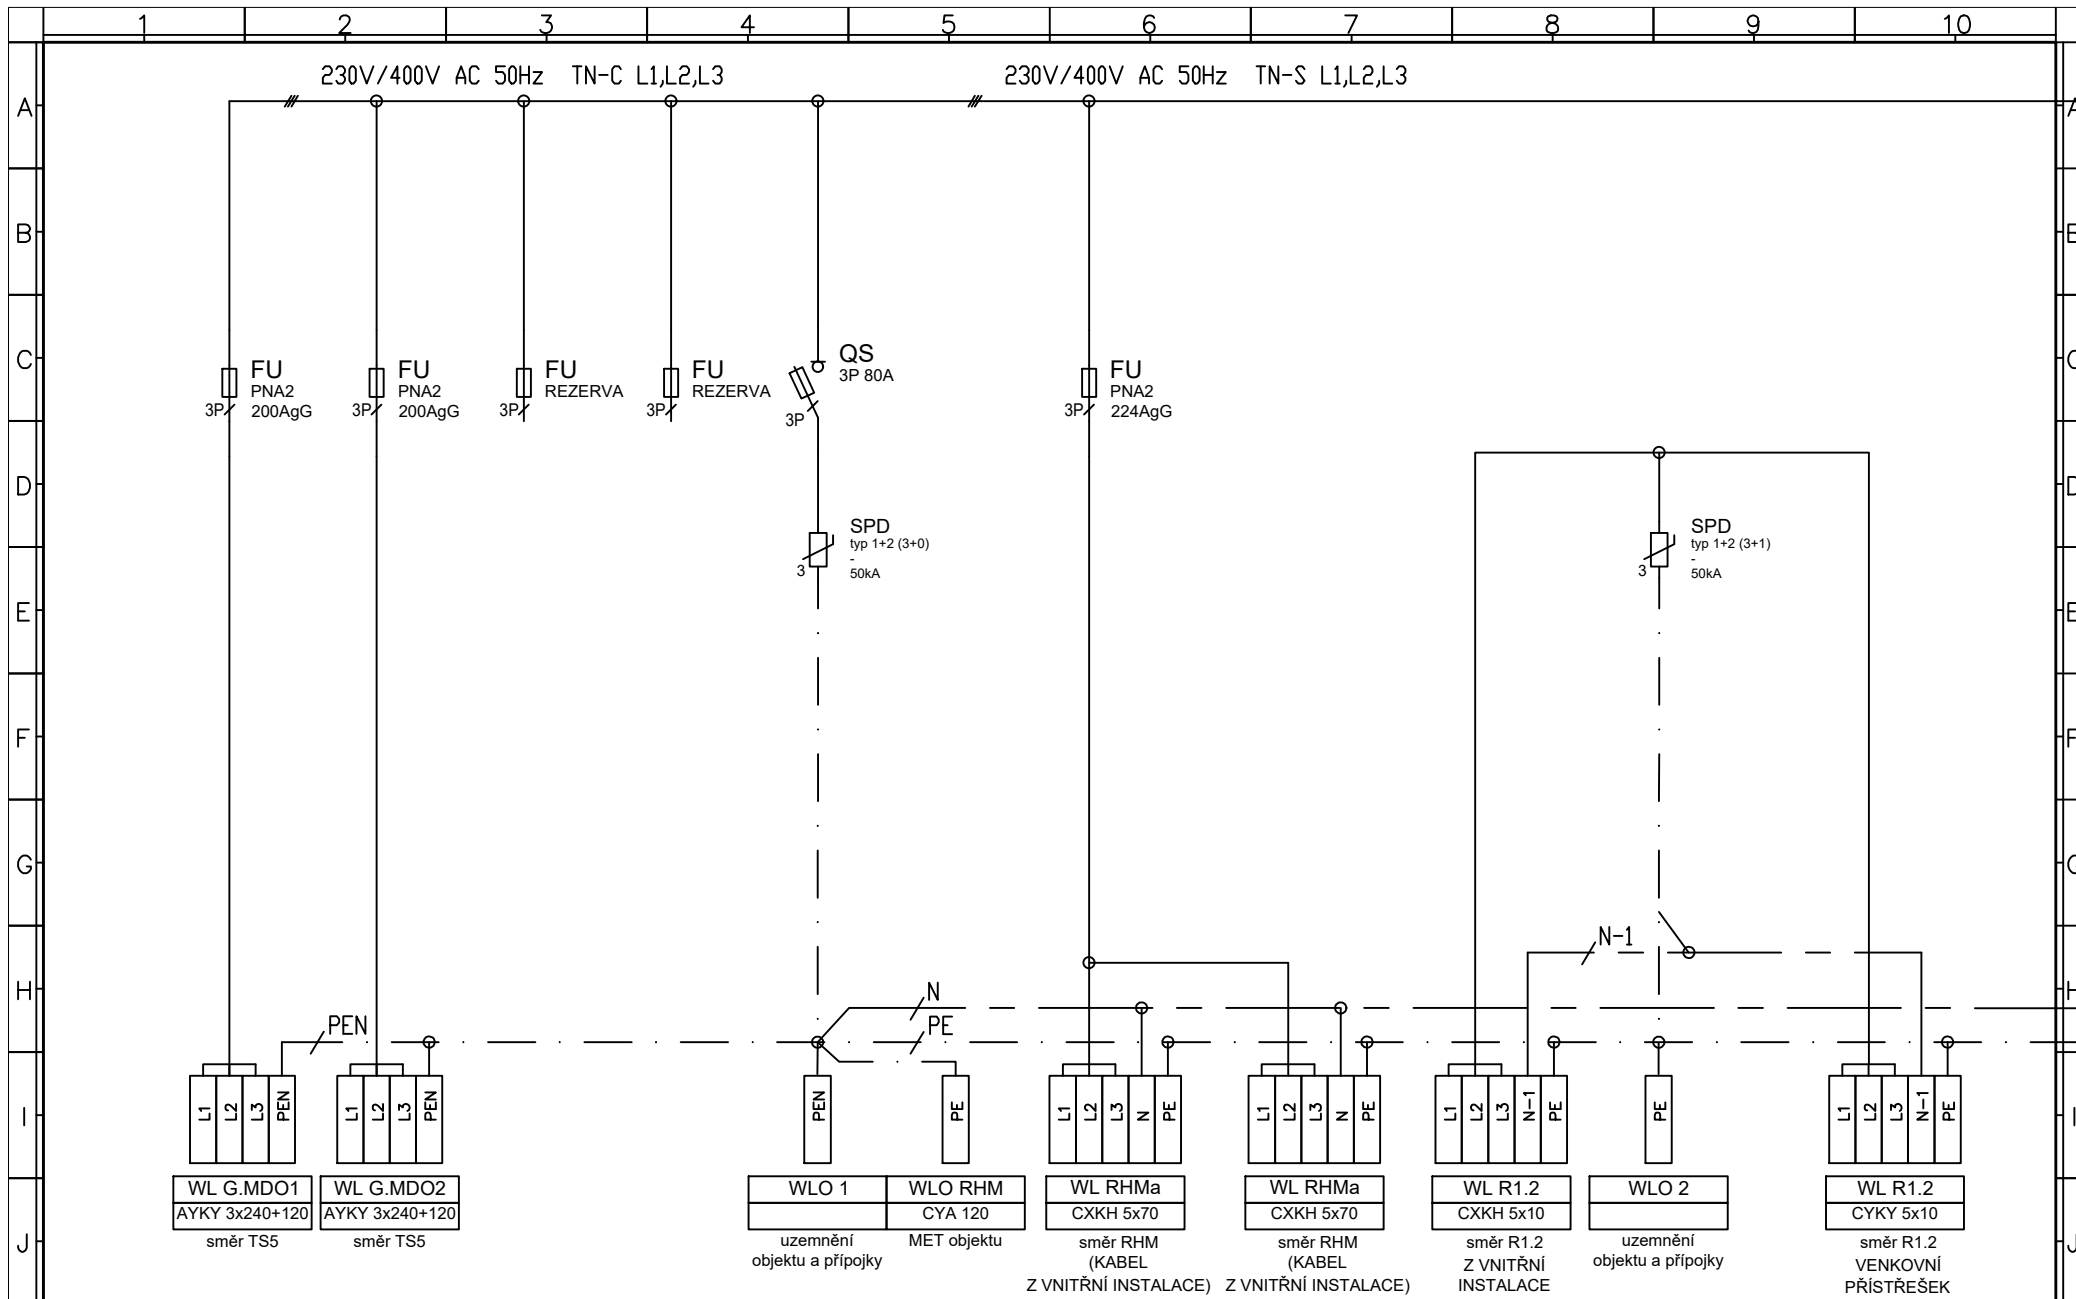 1 2 3 4 5 6 7 8 9 10
230V/400V AC 50Hz TN-C L1,L2,L3
230V/400V AC 50Hz TN-S L1,L2,L3
A
B
C
D
E
F
G
H
I
J
FU
PNA2
200AgG
3P
FU
PNA2
200AgG
3P
FU
REZERVA
3P
FU
REZERVA
3P
QS
3P 80A
3P
FU
PNA2
224AgG
3P
SPD
typ 1+2 (3+0)
-
50kA
3
SPD
typ 1+2 (3+1)
-
50kA
3
N-1
N
PEN
PE
L1 L2 L3 PEN
L1 L2 L3 PEN
PEN
PE
L1 L2 L3 N PE
L1 L2 L3 N PE
L1 L2 L3 N-1 PE
PE
L1 L2 L3 N-1 PE
WL G.MDO1
AYKY 3x240+120
směr TS5
WL G.MDO2
AYKY 3x240+120
směr TS5
WLO 1
uzemnění
objektu a přípojky
WLO RHM
CYA 120
MET objektu
WL RHMa
CXKH 5x70
směr RHM
(KABEL
Z VNITŘNÍ INSTALACE)
WL RHMa
CXKH 5x70
směr RHM
(KABEL
Z VNITŘNÍ INSTALACE)
WL R1.2
CXKH 5x10
směr R1.2
Z VNITŘNÍ
INSTALACE
WLO 2
uzemnění
objektu a přípojky
WL R1.2
CYKY 5x10
směr R1.2
VENKOVNÍ
PŘÍSTŘEŠEK